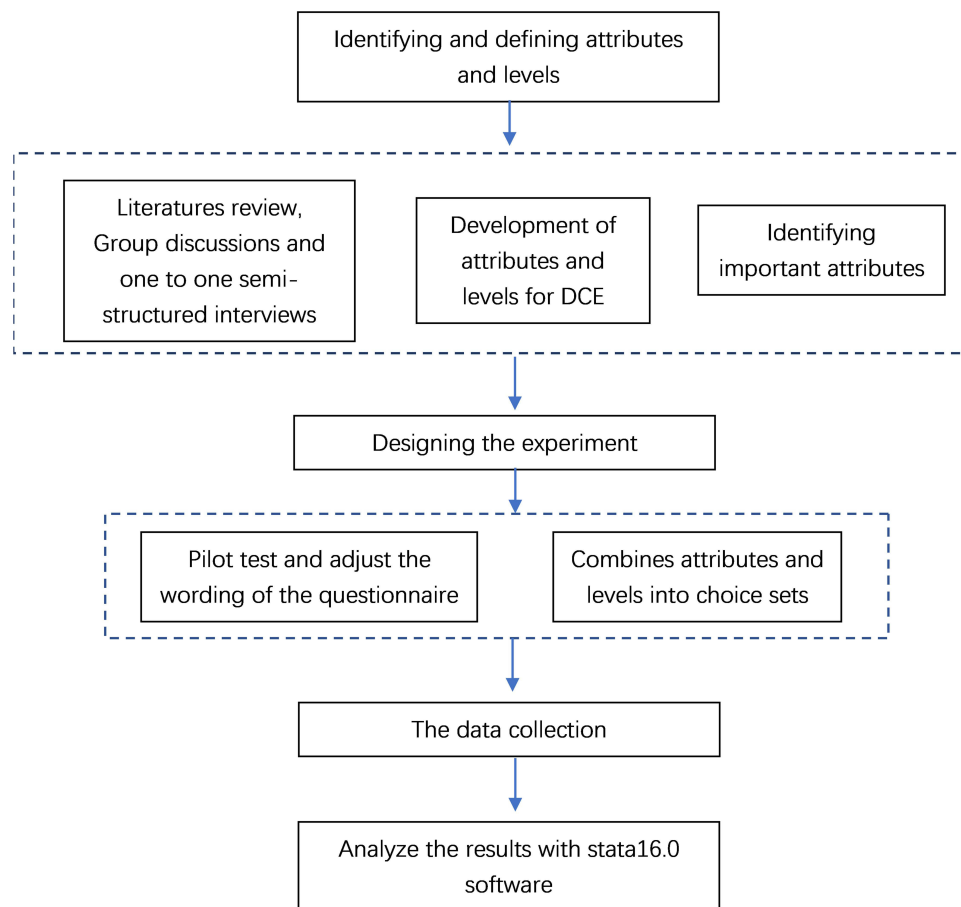 Identifying and defining attributes
and levels
Literatures review,
Group discussions and
one to one semi-
structured interviews
Development of
attributes and
levels for DCE
Identifying
important attributes
Designing the experiment
Pilot test and adjust the
wording of the questionnaire
Combines attributes and
levels into choice sets
The data collection
Analyze the results with stata16.0
software